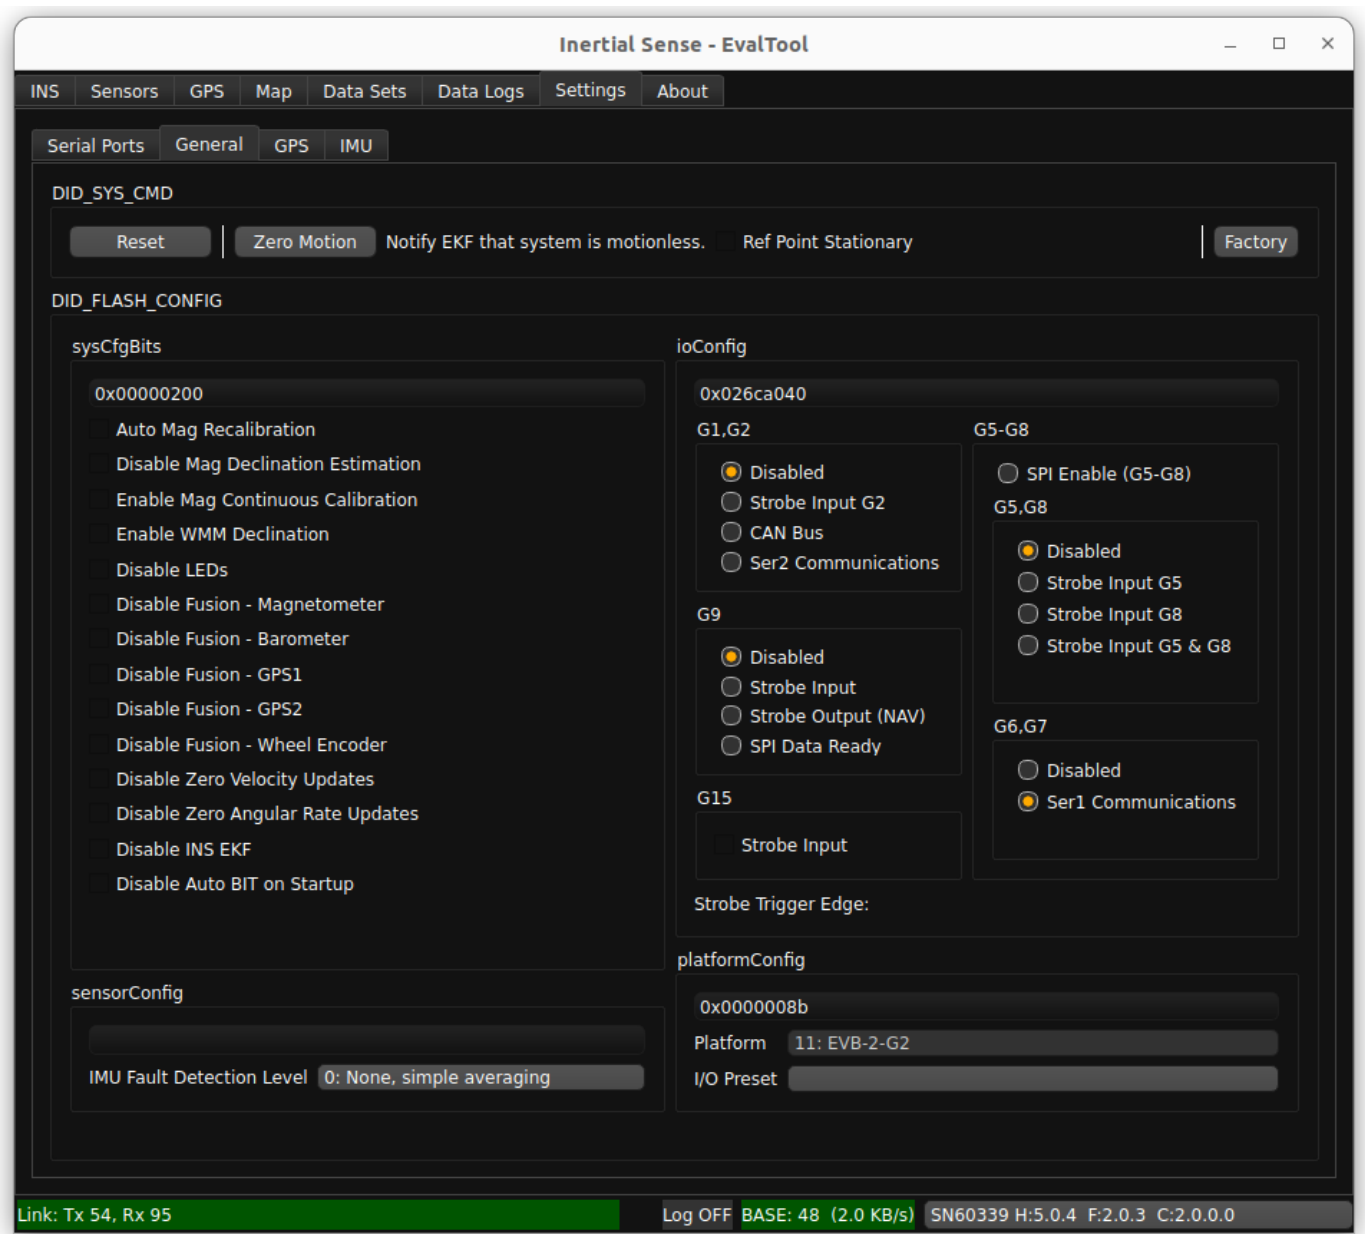 Inertial Sense - EvalTool
INS Sensors GPS Map Data Sets Data Logs Settings About
Serial Ports General GPS IMU
DID_SYS_CMD
Reset Zero Motion Notify EKF that system is motionless. Ref Point Stationary Factory
DID_FLASH_CONFIG
sysCfgBits
0x00000200
Auto Mag Recalibration
Disable Mag Declination Estimation
Enable Mag Continuous Calibration
Enable WMM Declination
Disable LEDs
Disable Fusion - Magnetometer
Disable Fusion - Barometer
Disable Fusion - GPS1
Disable Fusion - GPS2
Disable Fusion - Wheel Encoder
Disable Zero Velocity Updates
Disable Zero Angular Rate Updates
Disable INS EKF
Disable Auto BIT on Startup
sensorConfig
IMU Fault Detection Level 0: None, simple averaging
ioConfig
0x026ca040
G1,G2
Disabled
Strobe Input G2
CAN Bus
Ser2 Communications
G9
Disabled
Strobe Input
Strobe Output (NAV)
SPI Data Ready
G15
Strobe Input
Strobe Trigger Edge:
G5-G8
SPI Enable (G5-G8)
G5,G8
Disabled
Strobe Input G5
Strobe Input G8
Strobe Input G5 & G8
G6,G7
Disabled
Ser1 Communications
platformConfig
0x0000008b
Platform 11: EVB-2-G2
I/O Preset
Link: Tx 54, Rx 95 Log OFF BASE: 48 (2.0 KB/s) SN60339 H:5.0.4 F:2.0.3 C:2.0.0.0